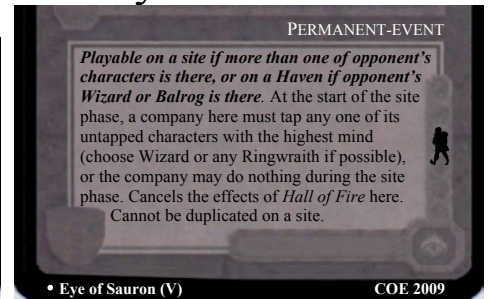 PERMANENT-EVENT
Playable on a site if more than one of opponent's
characters is there, or on a Haven if opponent's
Wizard or Balrog is there. At the start of the site
phase, a company here must tap any one of its
untapped characters with the highest mind
(choose Wizard or any Ringwraith if possible),
or the company may do nothing during the site
phase. Cancels the effects of Hall of Fire here.
Cannot be duplicated on a site.
• Eye of Sauron (V) COE 2009